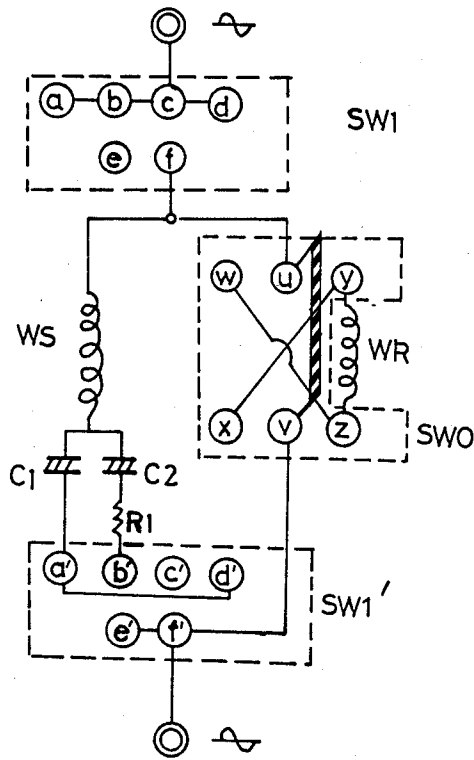 a b c d
SW1
e f
w u y
WS
WR
x v z
SW0
C1 C2
R1
a' b' c' d'
SW1'
e' f'